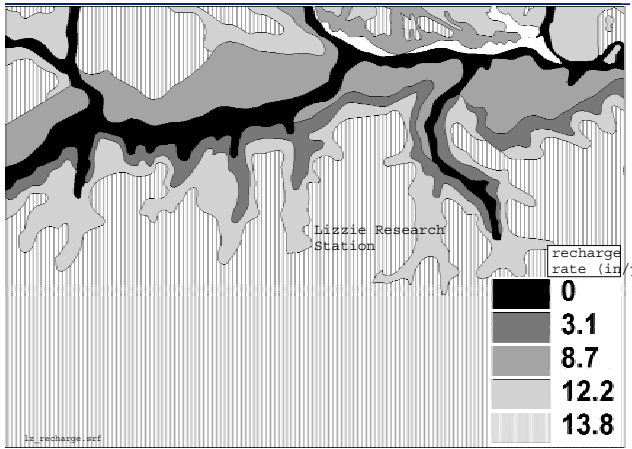 Lizzie Research
Station
recharge
rate (in/
0
3.1
8.7
12.2
13.8
lz_recharge.srf